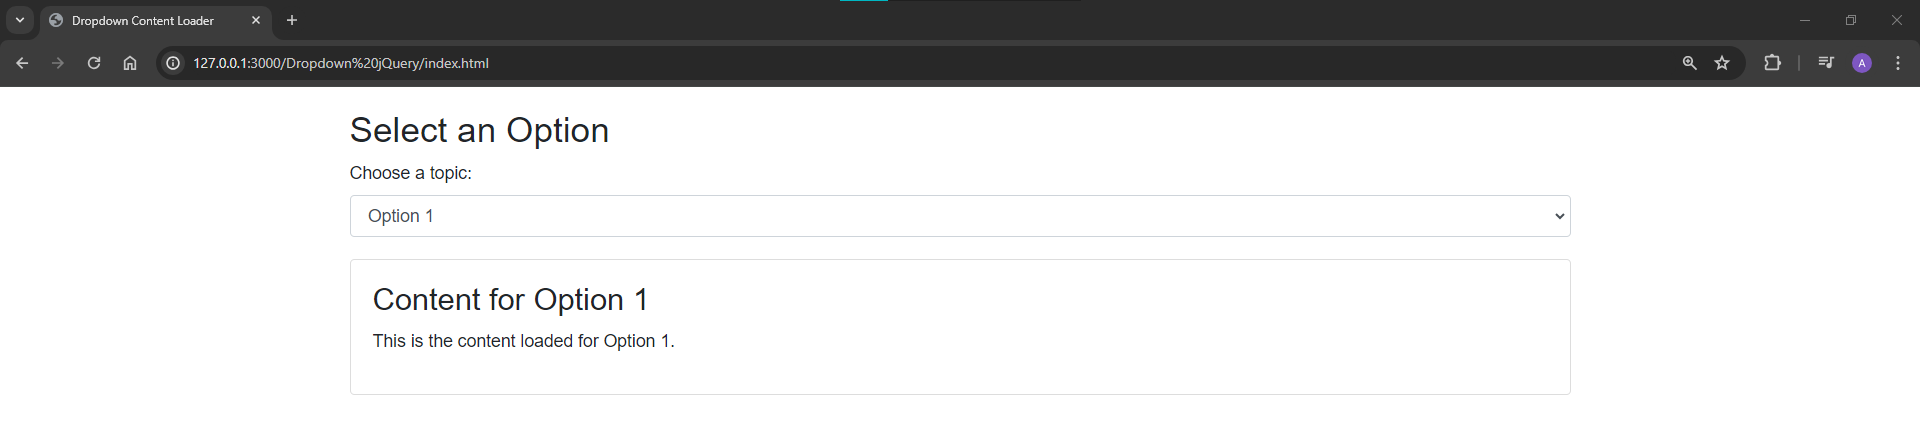 Dropdown Content Loader
127.0.0.1:3000/Dropdown%20jQuery/index.html
A
Select an Option
Choose a topic:
Option 1
Content for Option 1
This is the content loaded for Option 1.